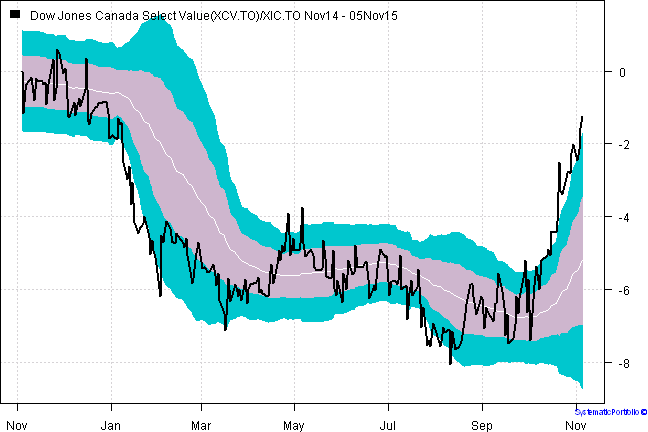 Dow Jones Canada Select Value(XCV.TO)/XIC.TO Nov14 - 05Nov15
0
-2
-4
-6
-8
Nov Jan Mar May Jul Sep Nov
SystematicPortfolio ©